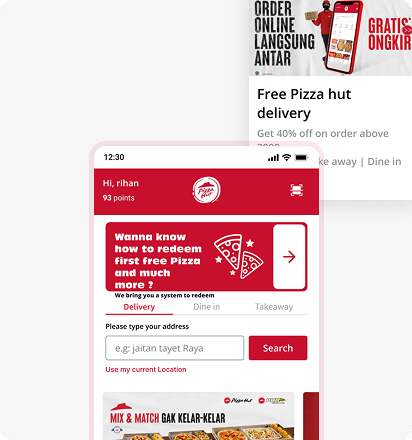 ORDER
ONLINE
LANGSUNG
ANTAR
GRATIS
ONGKIR
Free Pizza hut
delivery
Get 40% off on order above
ake away | Dine in
12:30
Hi, rihan
93 points
Pizza Hut
Wanna know
how to redeem
first free Pizza
and much
more ?
We bring you a system to redeem
Delivery Dine in Takeaway
Please type your address
e.g: jaitan tayet Raya Search
Use my current Location
Pizza Hut
MIX & MATCH GAK KELAR-KELAR